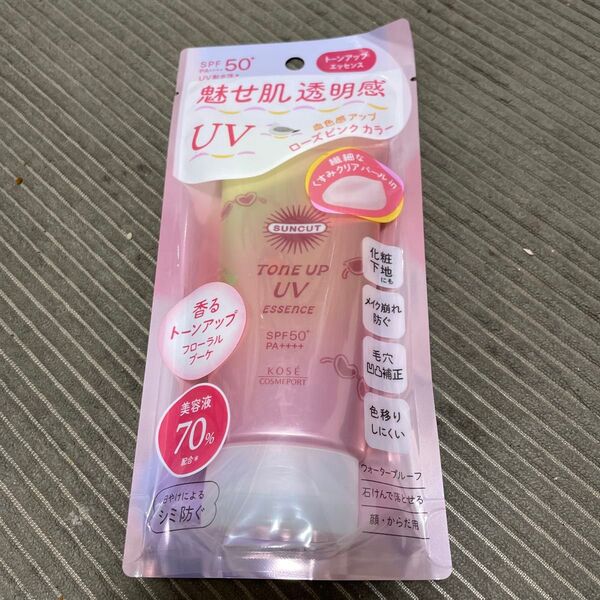 SPF 50+
PA++++
トーンアップ
エッセンス
魅せ肌 透明感
UV
血色感アップ
ローズピンク カラー
繊細な
くすみクリアパールin
SUNCUT
TONE UP
UV
ESSENCE
SPF50+
PA++++
KOSÉ
COSMEPORT
香る
トーンアップ
フローラル
ブーケ
美容液
70%
配合※
日やけによる
シミ防ぐ
化粧
下地
にも
メイク崩れ
防ぐ
毛穴
凹凸補正
色移り
しにくい
ウォータープルーフ
石けんで落とせる
顔・からだ用